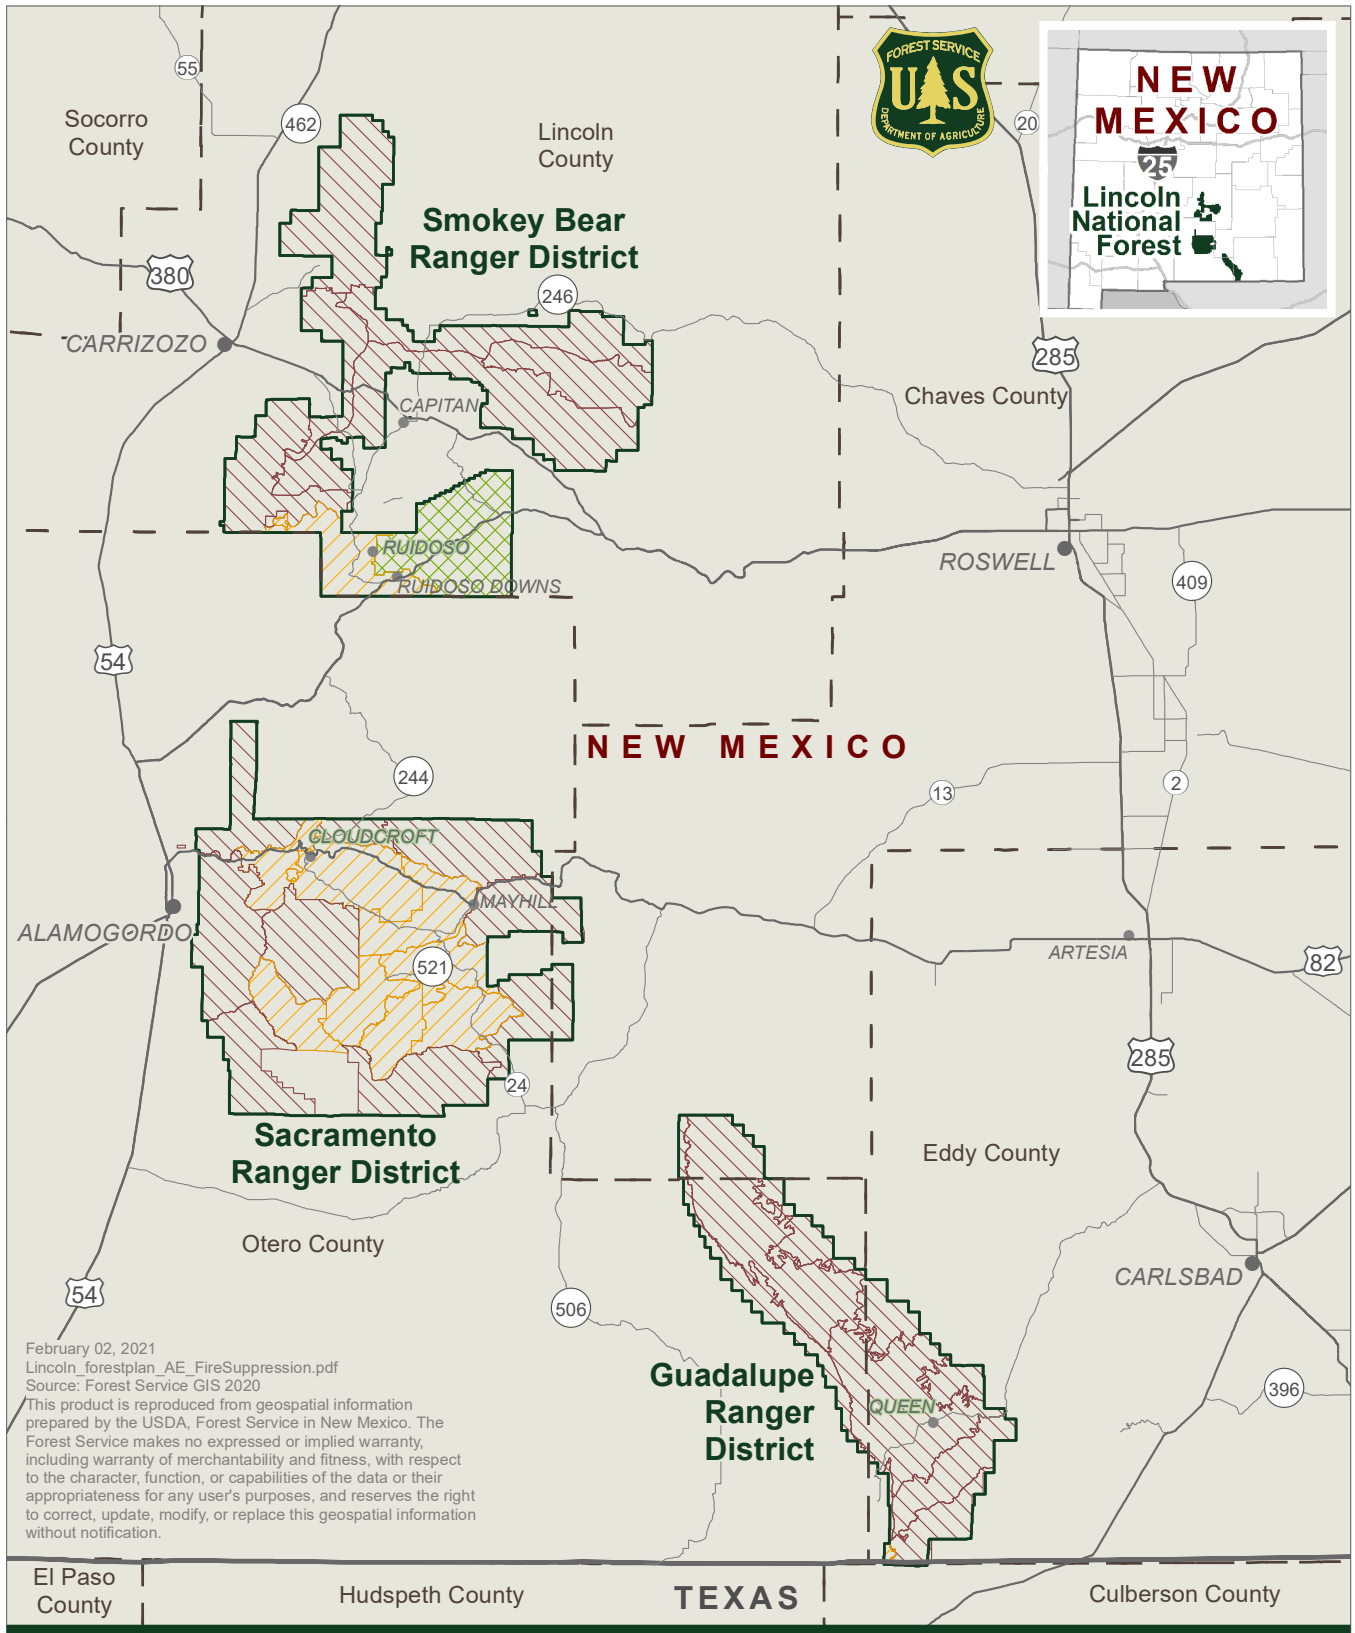 55
Socorro
County
462
Lincoln
County
FOREST SERVICE
U S
DEPARTMENT OF AGRICULTURE
20
NEW
MEXICO
25
Lincoln
National
Forest
Smokey Bear
Ranger District
380
246
CARRIZOZO
285
Chaves County
CAPITAN
RUIDOSO
RUIDOSO DOWNS
ROSWELL
409
54
NEW MEXICO
244
13
2
CLOUDCROFT
MAYHILL
ALAMOGORDO
521
ARTESIA
82
285
24
Sacramento
Ranger District
Eddy County
Otero County
CARLSBAD
54
506
Guadalupe
Ranger
District
QUEEN
396
February 02, 2021
Lincoln_forestplan_AE_FireSuppression.pdf
Source: Forest Service GIS 2020
This product is reproduced from geospatial information
prepared by the USDA, Forest Service in New Mexico. The
Forest Service makes no expressed or implied warranty,
including warranty of merchantability and fitness, with respect
to the character, function, or capabilities of the data or their
appropriateness for any user's purposes, and reserves the right
to correct, update, modify, or replace this geospatial information
without notification.
El Paso
County
Hudspeth County
TEXAS
Culberson County